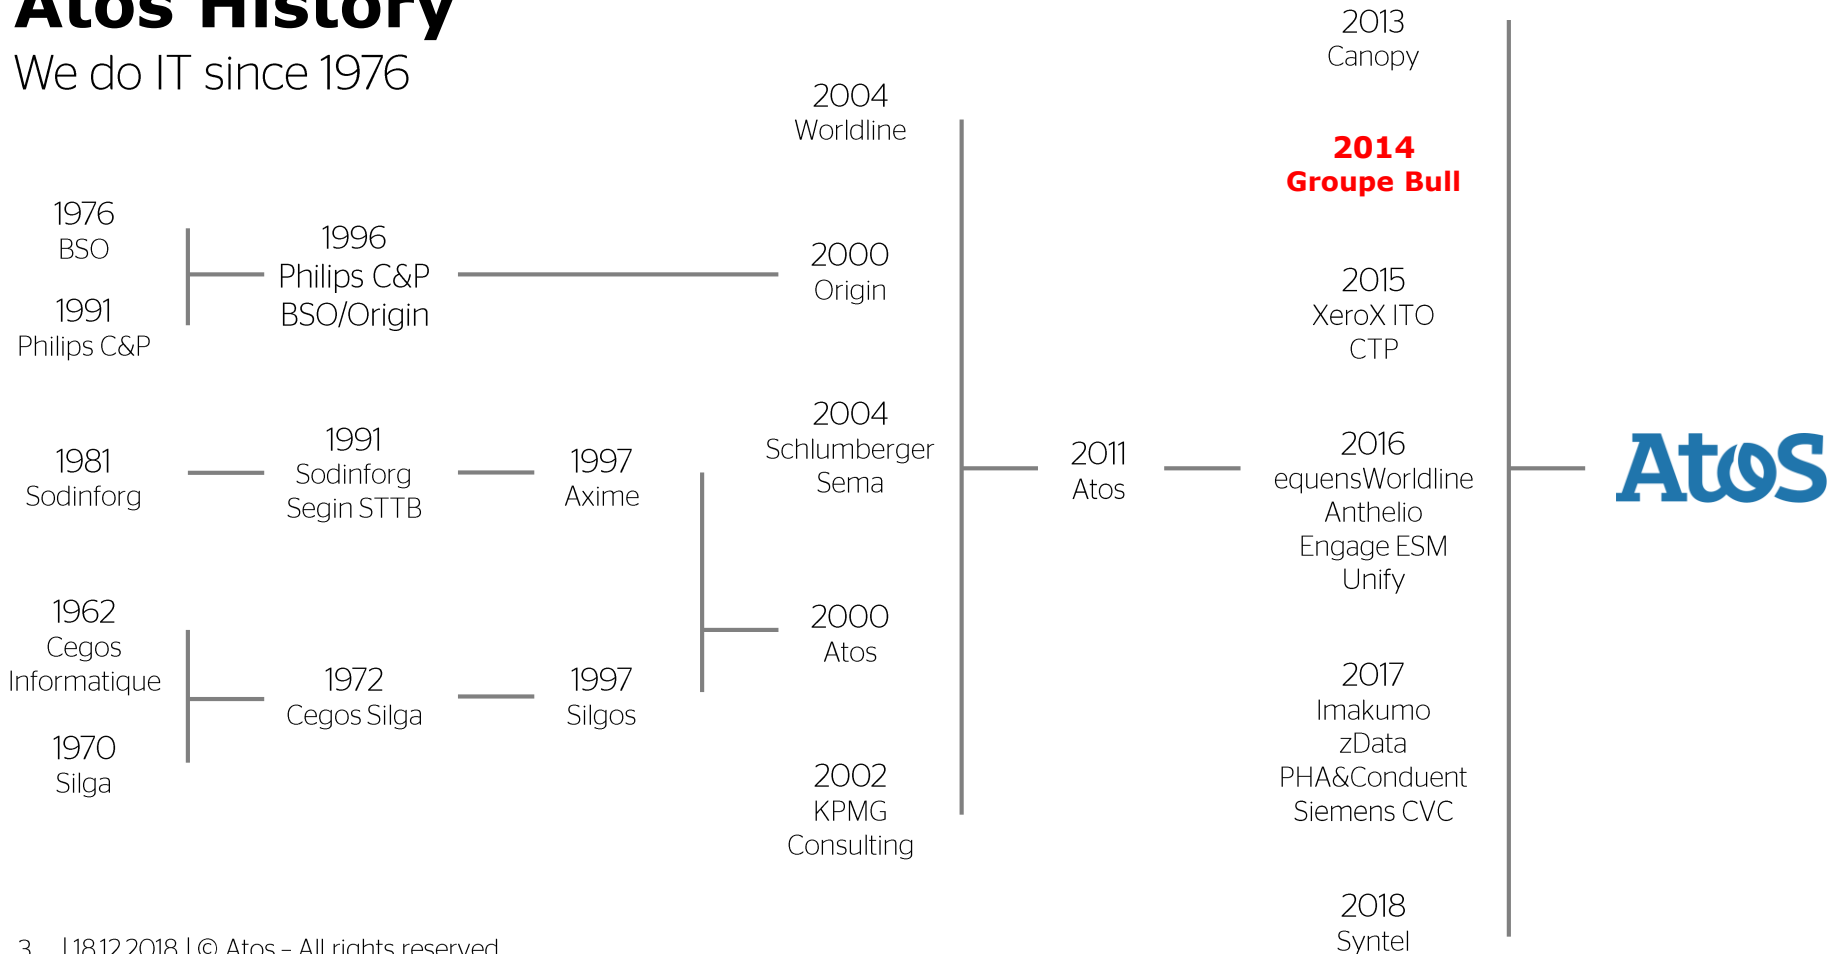 Atos History
We do IT since 1976
1976
BSO
1991
Philips C&P
1981
Sodinforg
1962
Cegos
Informatique
1970
Silga
1996
Philips C&P
BSO/Origin
1991
Sodinforg
Segin STTB
1972
Cegos Silga
1997
Axime
1997
Silgos
2004
Worldline
2000
Origin
2004
Schlumberger
Sema
2000
Atos
2002
KPMG
Consulting
2011
Atos
2013
Canopy
2014
Groupe Bull
2015
XeroX ITO
CTP
2016
equensWorldline
Anthelio
Engage ESM
Unify
2017
Imakumo
zData
PHA&Conduent
Siemens CVC
2018
Syntel
Atos
3 | 18.12.2018 | © Atos – All rights reserved